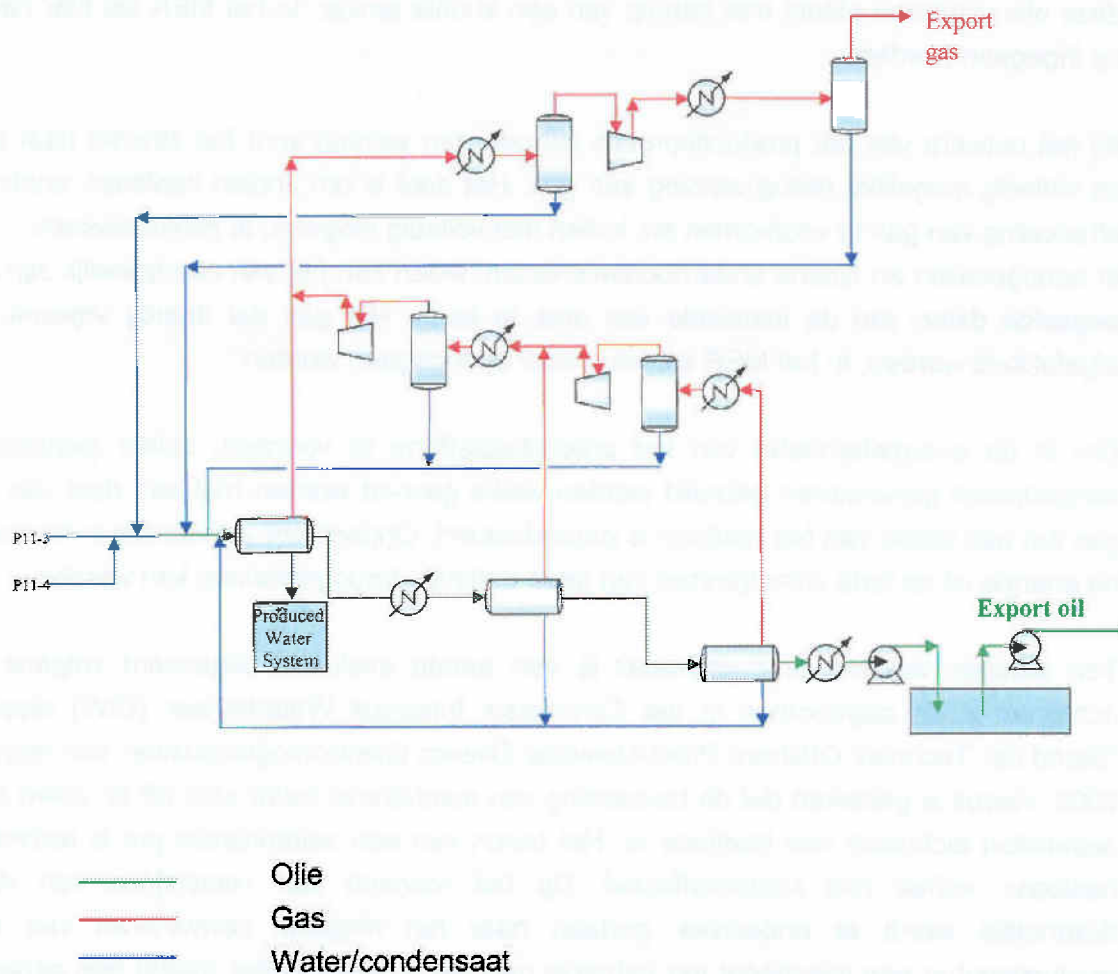 Export
gas
P11-3
P11-4
Produced
Water
System
Export oil
Olie
Gas
Water/condensaat